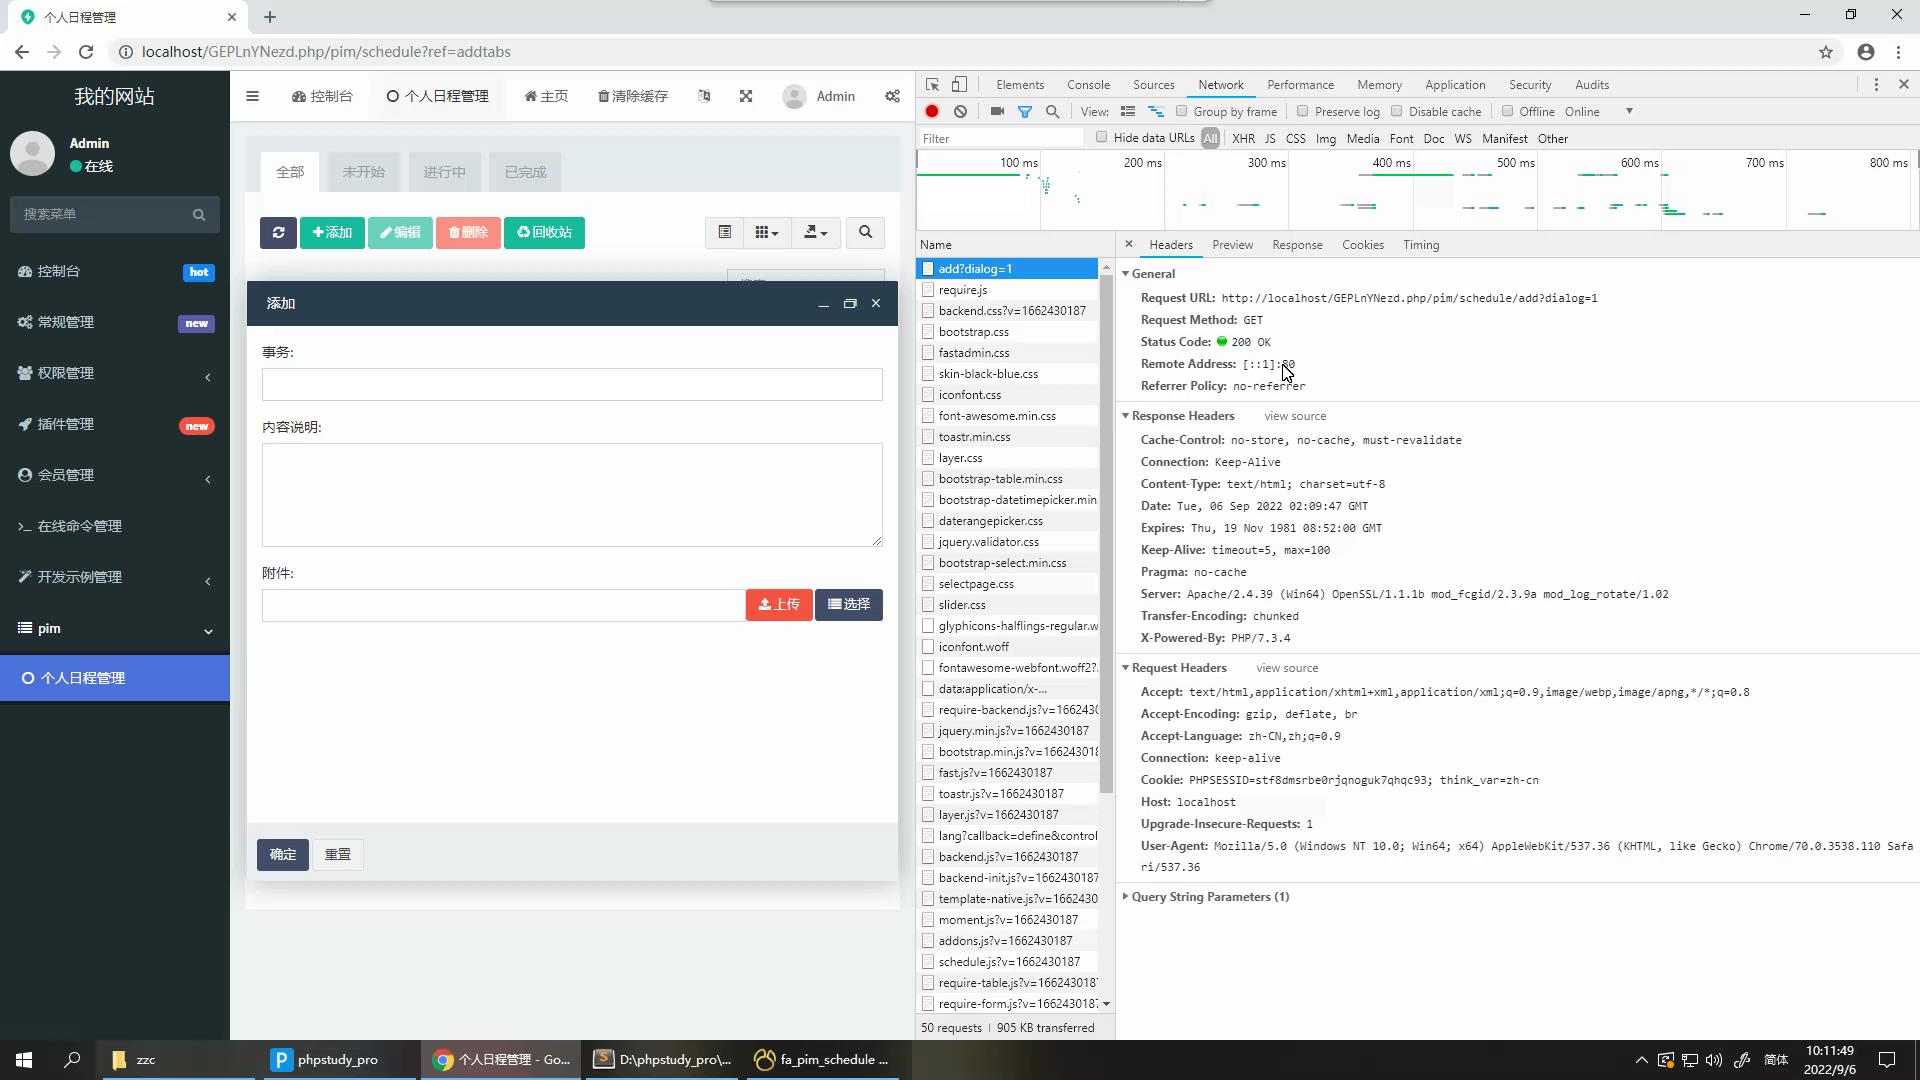 个人日程管理
localhost/GEPLnYNezd.php/pim/schedule?ref=addtabs
我的网站
Admin
在线
搜索菜单
控制台 hot
常规管理 new
权限管理
插件管理 new
会员管理
在线命令管理
开发示例管理
pim
个人日程管理
控制台 个人日程管理 主页 清除缓存 Admin
全部 未开始 进行中 已完成
添加 编辑 删除 回收站
添加
事务:
内容说明:
附件:
上传 选择
确定 重置
Elements Console Sources Network Performance Memory Application Security Audits
View: Group by frame Preserve log Disable cache Offline Online
Filter Hide data URLs All XHR JS CSS Img Media Font Doc WS Manifest Other
100 ms 200 ms 300 ms 400 ms 500 ms 600 ms 700 ms 800 ms
Name
add?dialog=1
require.js
backend.css?v=1662430187
bootstrap.css
fastadmin.css
skin-black-blue.css
iconfont.css
font-awesome.min.css
toastr.min.css
layer.css
bootstrap-table.min.css
bootstrap-datetimepicker.min
daterangepicker.css
jquery.validator.css
bootstrap-select.min.css
selectpage.css
slider.css
glyphicons-halflings-regular.w
iconfont.woff
fontawesome-webfont.woff2?.
data:application/x-...
require-backend.js?v=1662430
jquery.min.js?v=1662430187
bootstrap.min.js?v=166243018
fast.js?v=1662430187
toastr.js?v=1662430187
layer.js?v=1662430187
lang?callback=define&control
backend.js?v=1662430187
backend-init.js?v=1662430187
template-native.js?v=1662430
moment.js?v=1662430187
addons.js?v=1662430187
schedule.js?v=1662430187
require-table.js?v=1662430187
require-form.js?v=1662430187
50 requests | 905 KB transferred
Headers Preview Response Cookies Timing
General
Request URL: http://localhost/GEPLnYNezd.php/pim/schedule/add?dialog=1
Request Method: GET
Status Code: 200 OK
Remote Address: [::1]:80
Referrer Policy: no-referrer
Response Headers view source
Cache-Control: no-store, no-cache, must-revalidate
Connection: Keep-Alive
Content-Type: text/html; charset=utf-8
Date: Tue, 06 Sep 2022 02:09:47 GMT
Expires: Thu, 19 Nov 1981 08:52:00 GMT
Keep-Alive: timeout=5, max=100
Pragma: no-cache
Server: Apache/2.4.39 (Win64) OpenSSL/1.1.1b mod_fcgid/2.3.9a mod_log_rotate/1.02
Transfer-Encoding: chunked
X-Powered-By: PHP/7.3.4
Request Headers view source
Accept: text/html,application/xhtml+xml,application/xml;q=0.9,image/webp,image/apng,*/*;q=0.8
Accept-Encoding: gzip, deflate, br
Accept-Language: zh-CN,zh;q=0.9
Connection: keep-alive
Cookie: PHPSESSID=stf8dmsrbe0rjqnoguk7qhqc93; think_var=zh-cn
Host: localhost
Upgrade-Insecure-Requests: 1
User-Agent: Mozilla/5.0 (Windows NT 10.0; Win64; x64) AppleWebKit/537.36 (KHTML, like Gecko) Chrome/70.0.3538.110 Safa
ri/537.36
Query String Parameters (1)
zzc phpstudy_pro 个人日程管理 - Go... D:\phpstudy_pro\... fa_pim_schedule ... 简体 10:11:49
2022/9/6